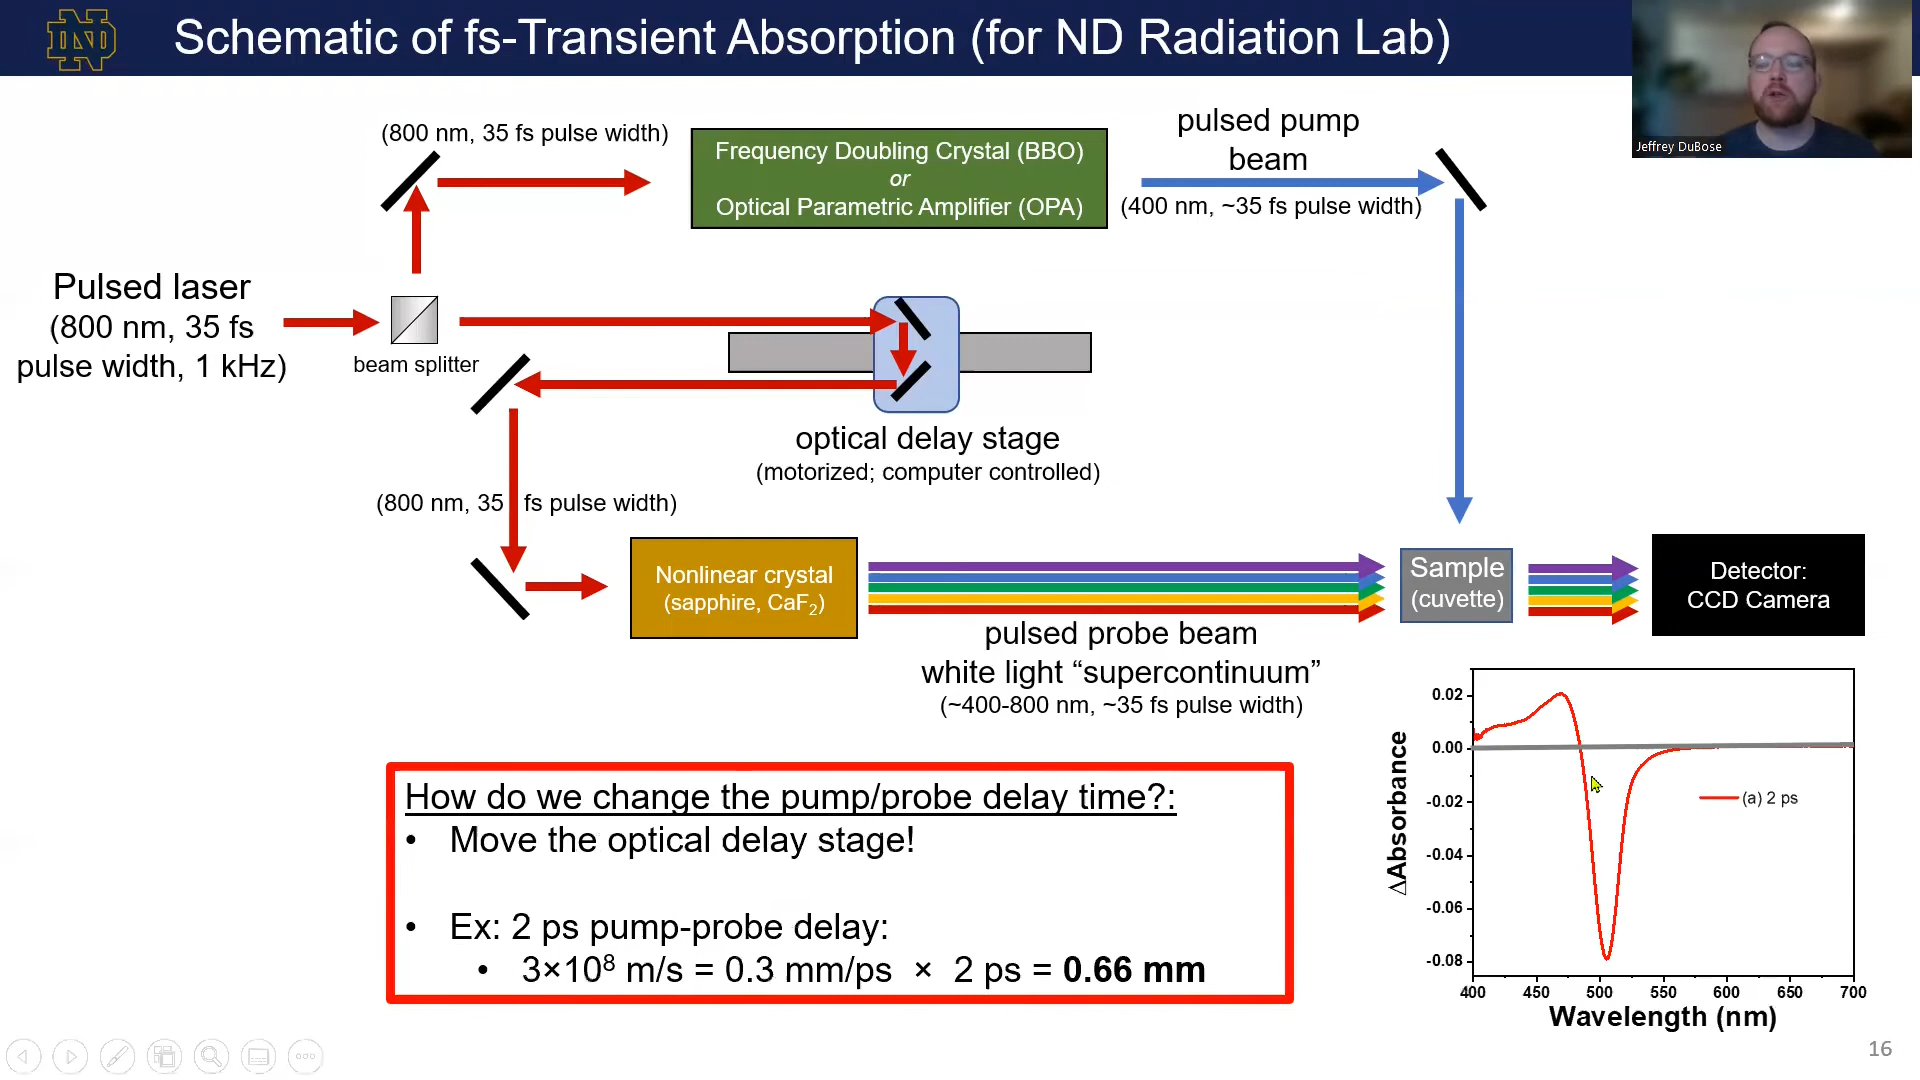 Schematic of fs-Transient Absorption (for ND Radiation Lab)
Jeffrey DuBose
(800 nm, 35 fs pulse width)
Frequency Doubling Crystal (BBO)
or
Optical Parametric Amplifier (OPA)
pulsed pump
beam
(400 nm, ~35 fs pulse width)
Pulsed laser
(800 nm, 35 fs
pulse width, 1 kHz)
beam splitter
optical delay stage
(motorized; computer controlled)
(800 nm, 35 fs pulse width)
Nonlinear crystal
(sapphire, CaF₂)
pulsed probe beam
white light “supercontinuum”
(~400-800 nm, ~35 fs pulse width)
Sample
(cuvette)
Detector:
CCD Camera
How do we change the pump/probe delay time?:
• Move the optical delay stage!
• Ex: 2 ps pump-probe delay:
• 3×10⁸ m/s = 0.3 mm/ps × 2 ps = 0.66 mm
0.02
0.00
-0.02
-0.04
-0.06
-0.08
ΔAbsorbance
(a) 2 ps
400 450 500 550 600 650 700
Wavelength (nm)
16